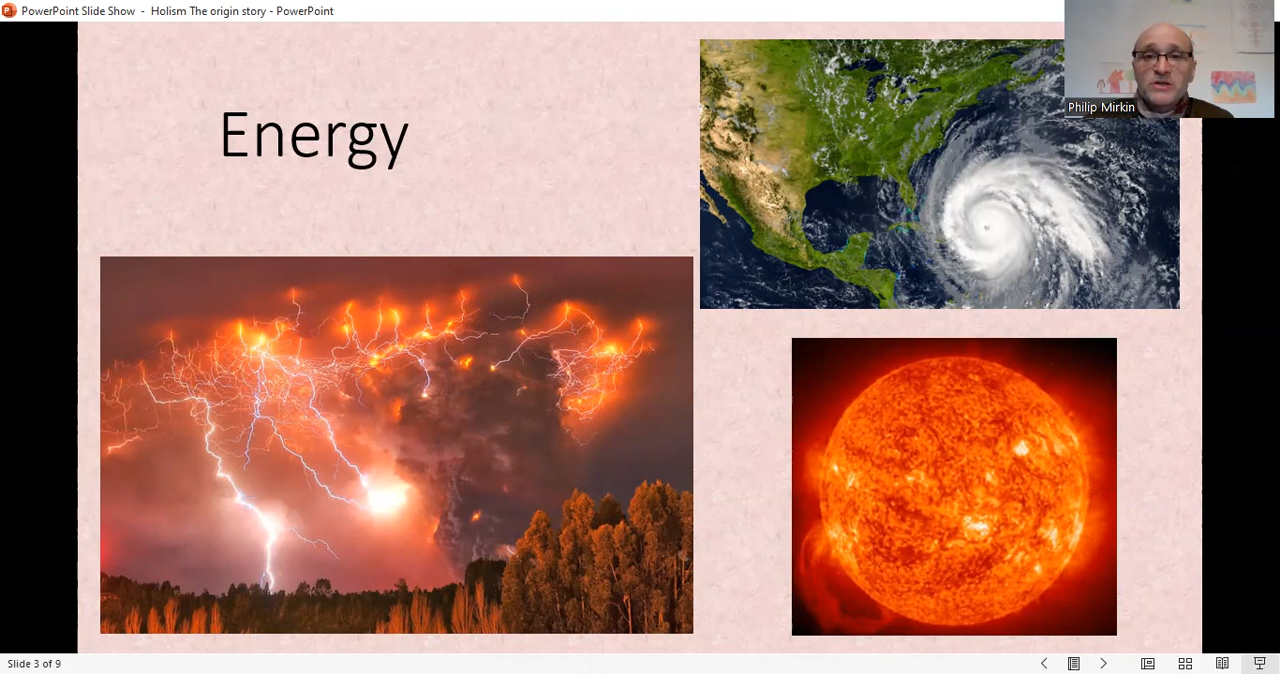 PowerPoint Slide Show - Holism The origin story - PowerPoint
Philip Mirkin
Energy
Slide 3 of 9